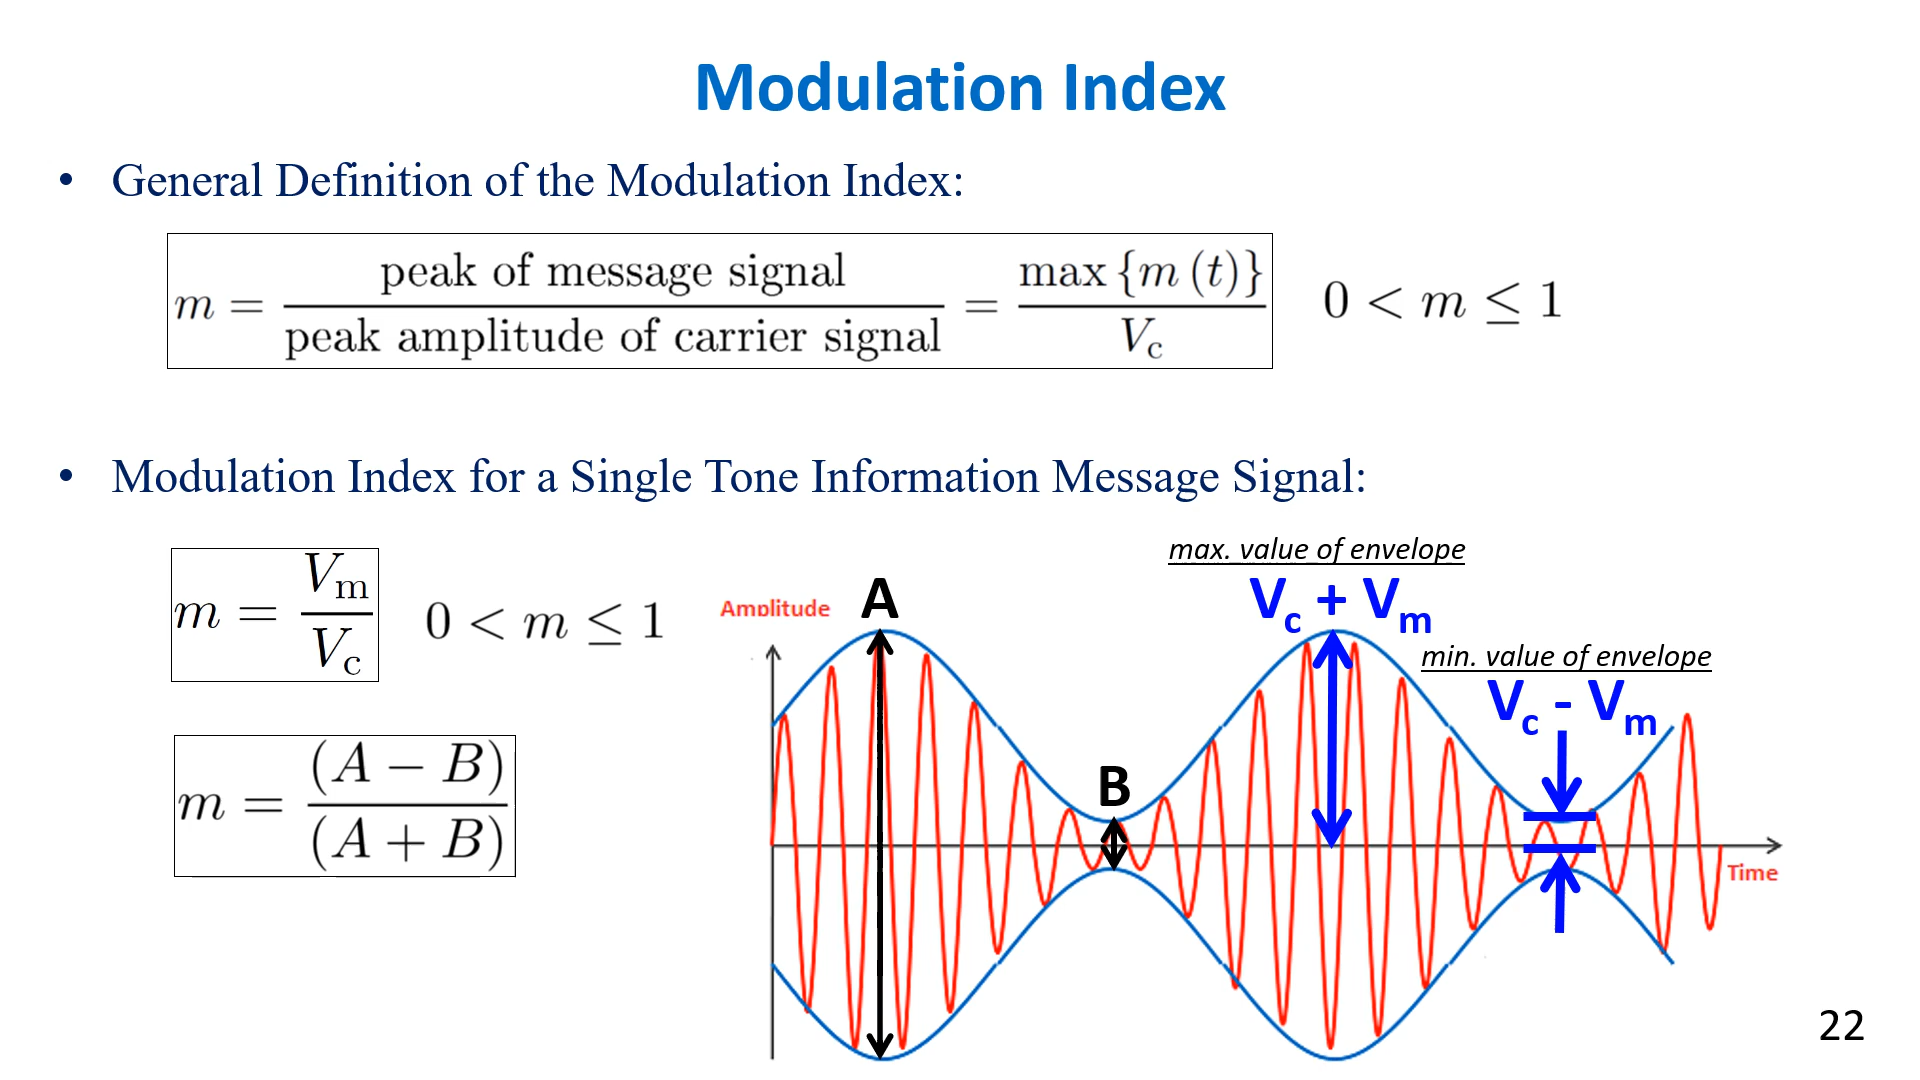 Modulation Index
• General Definition of the Modulation Index:
m = peak of message signal / peak amplitude of carrier signal = max {m (t)} / Vc    0 < m ≤ 1
• Modulation Index for a Single Tone Information Message Signal:
m = Vm / Vc    0 < m ≤ 1
m = (A − B) / (A + B)
max. value of envelope
Amplitude
A
Vc + Vm
min. value of envelope
Vc - Vm
B
Time
22